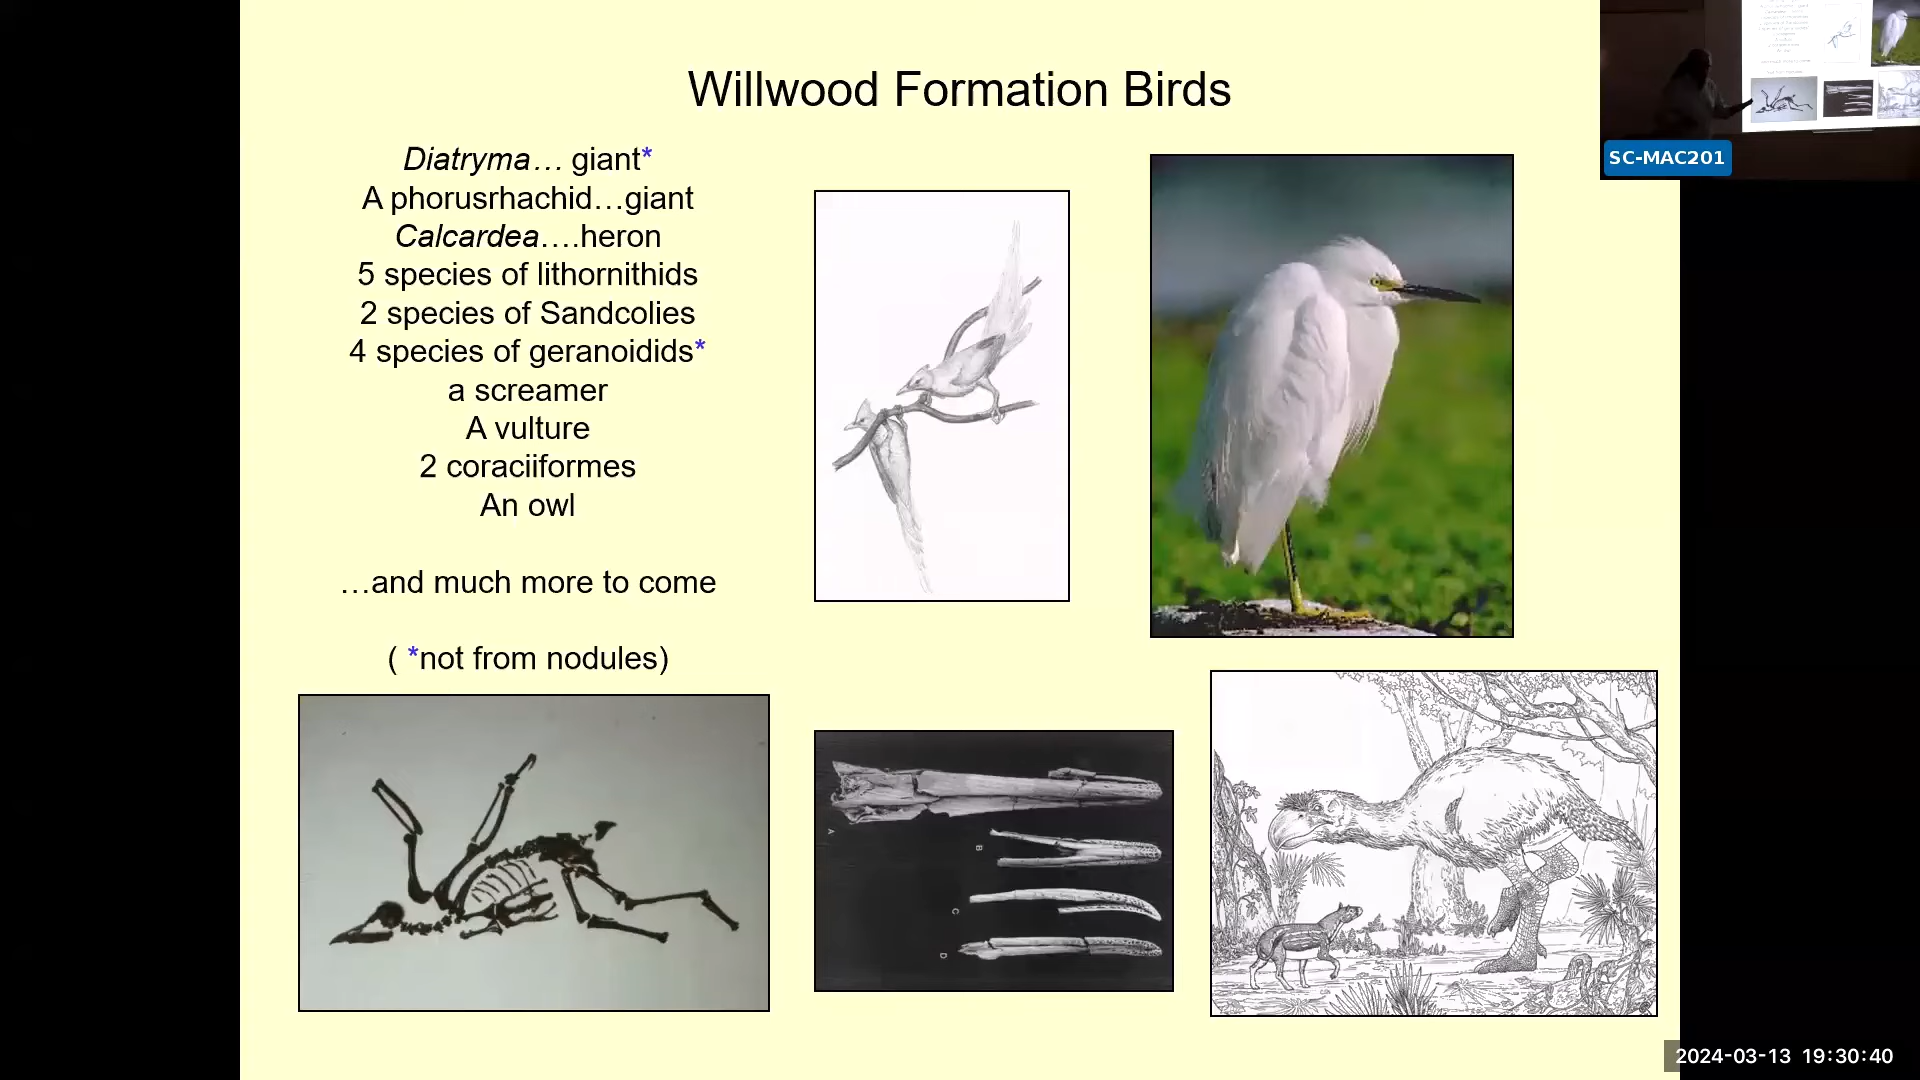 Willwood Formation Birds
Diatryma… giant*
A phorusrhachid…giant
Calcardea….heron
5 species of lithornithids
2 species of Sandcolies
4 species of geranoidids*
a screamer
A vulture
2 coraciiformes
An owl
…and much more to come
( *not from nodules)
A
B
C
D
SC-MAC201
2024-03-13 19:30:40